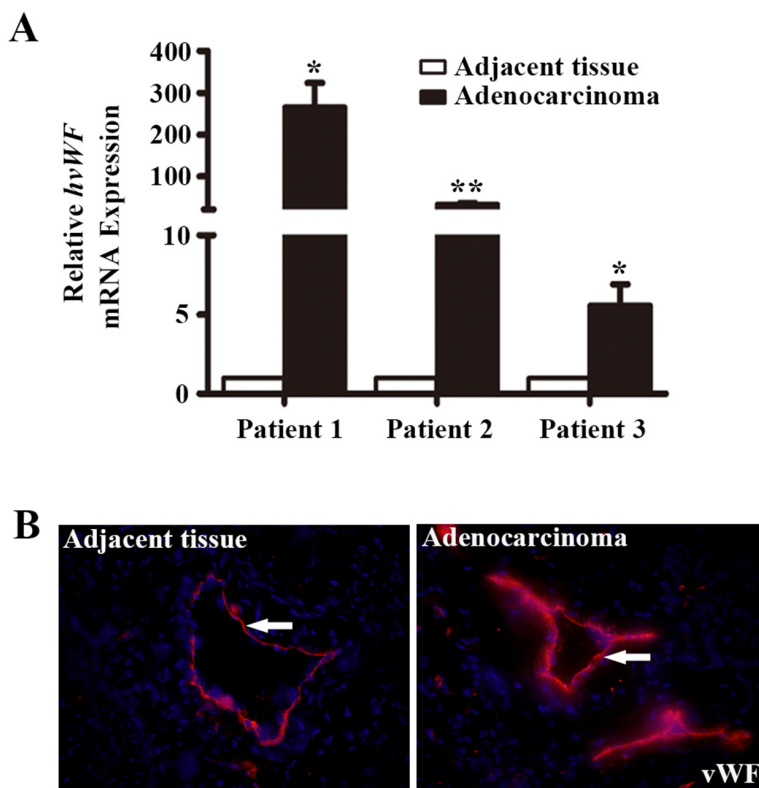 A
Relative hvWF
mRNA Expression
400
300
200
100
10
5
0
*
**
*
Adjacent tissue
Adenocarcinoma
Patient 1
Patient 2
Patient 3
B
Adjacent tissue
Adenocarcinoma
vWF